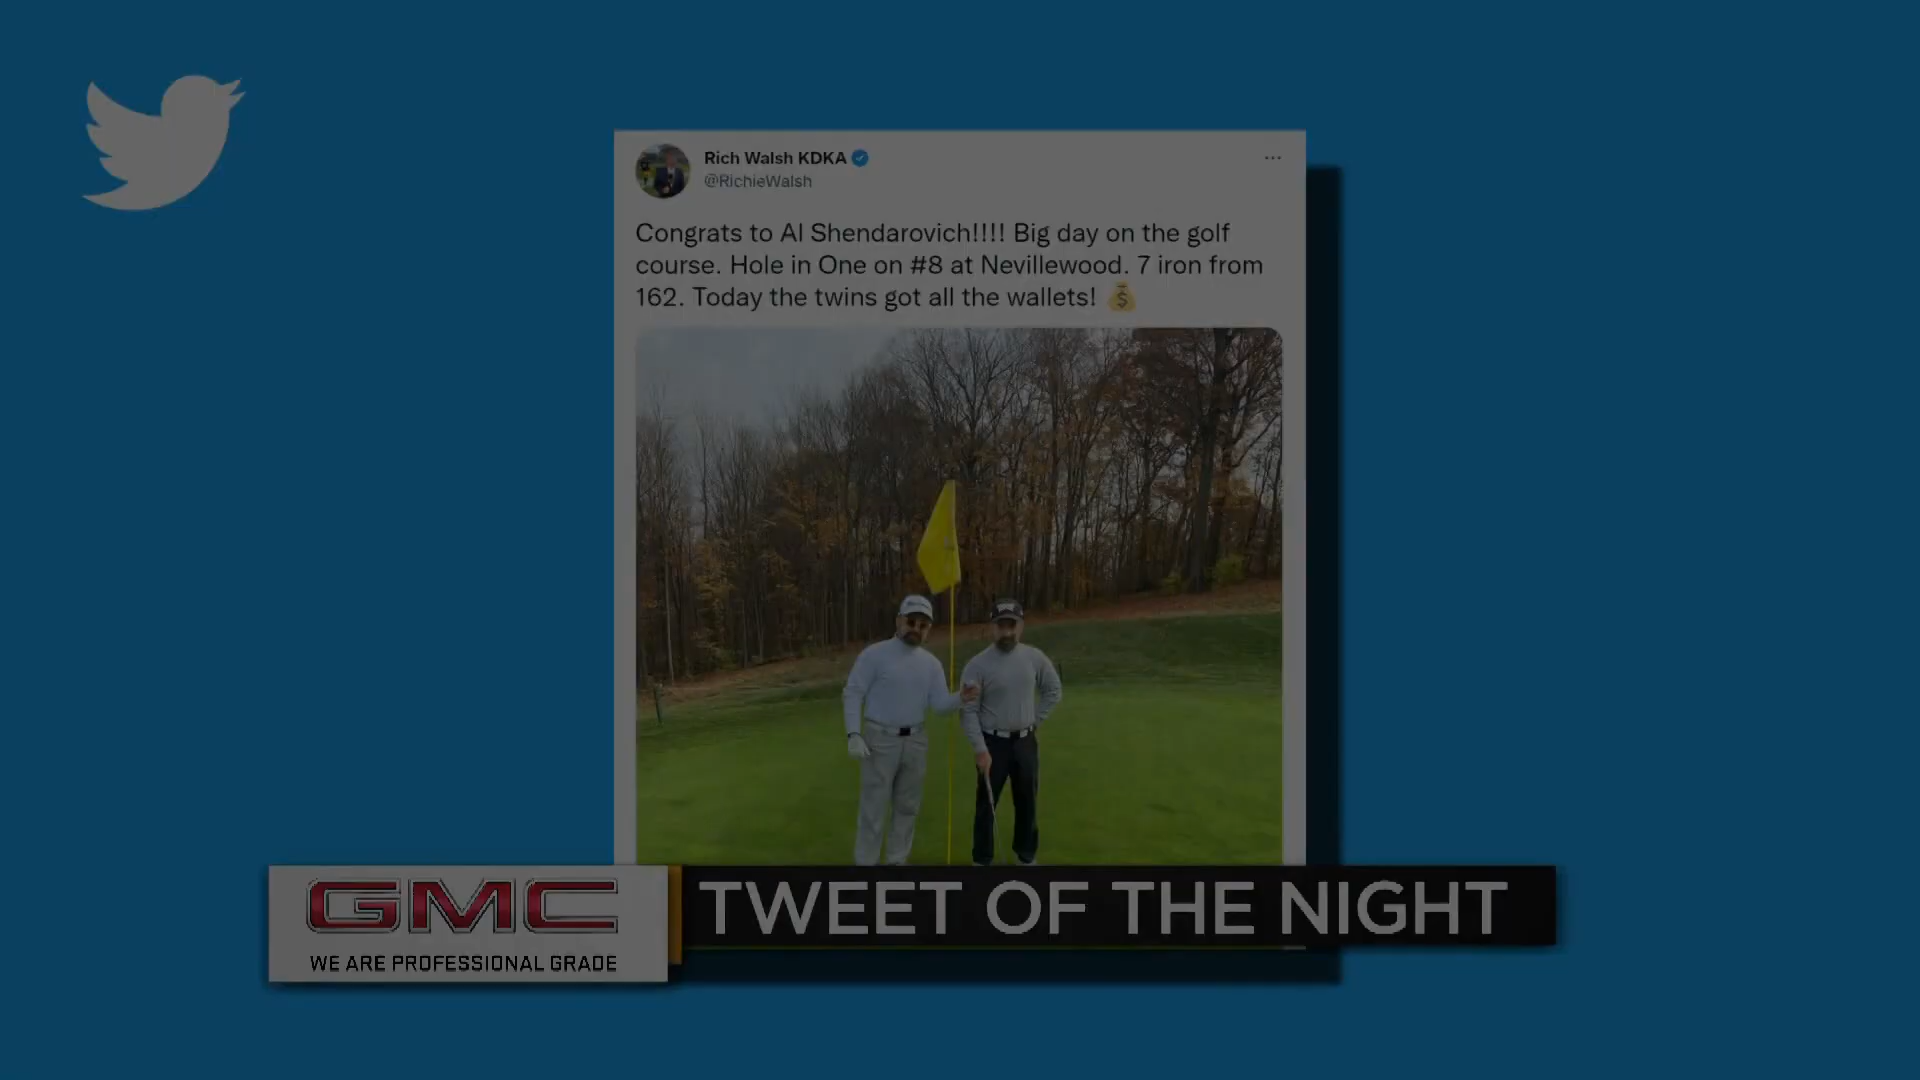 Rich Walsh KDKA
@RichieWalsh
Congrats to Al Shendarovich!!!! Big day on the golf
course. Hole in One on #8 at Nevillewood. 7 iron from
162. Today the twins got all the wallets! 💰
GMC
WE ARE PROFESSIONAL GRADE
TWEET OF THE NIGHT